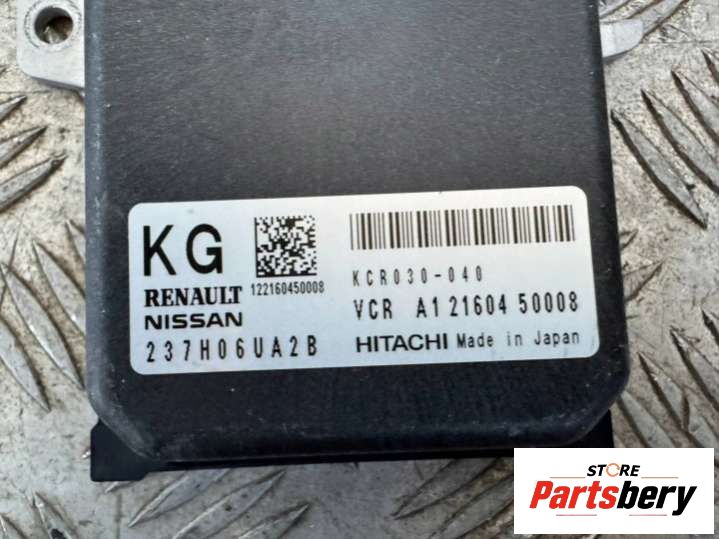 KG
RENAULT
NISSAN
237H06UA2B
122160450008
KCR030-040
VCR A1 21604 50008
HITACHI Made in Japan
STORE
Partsbery